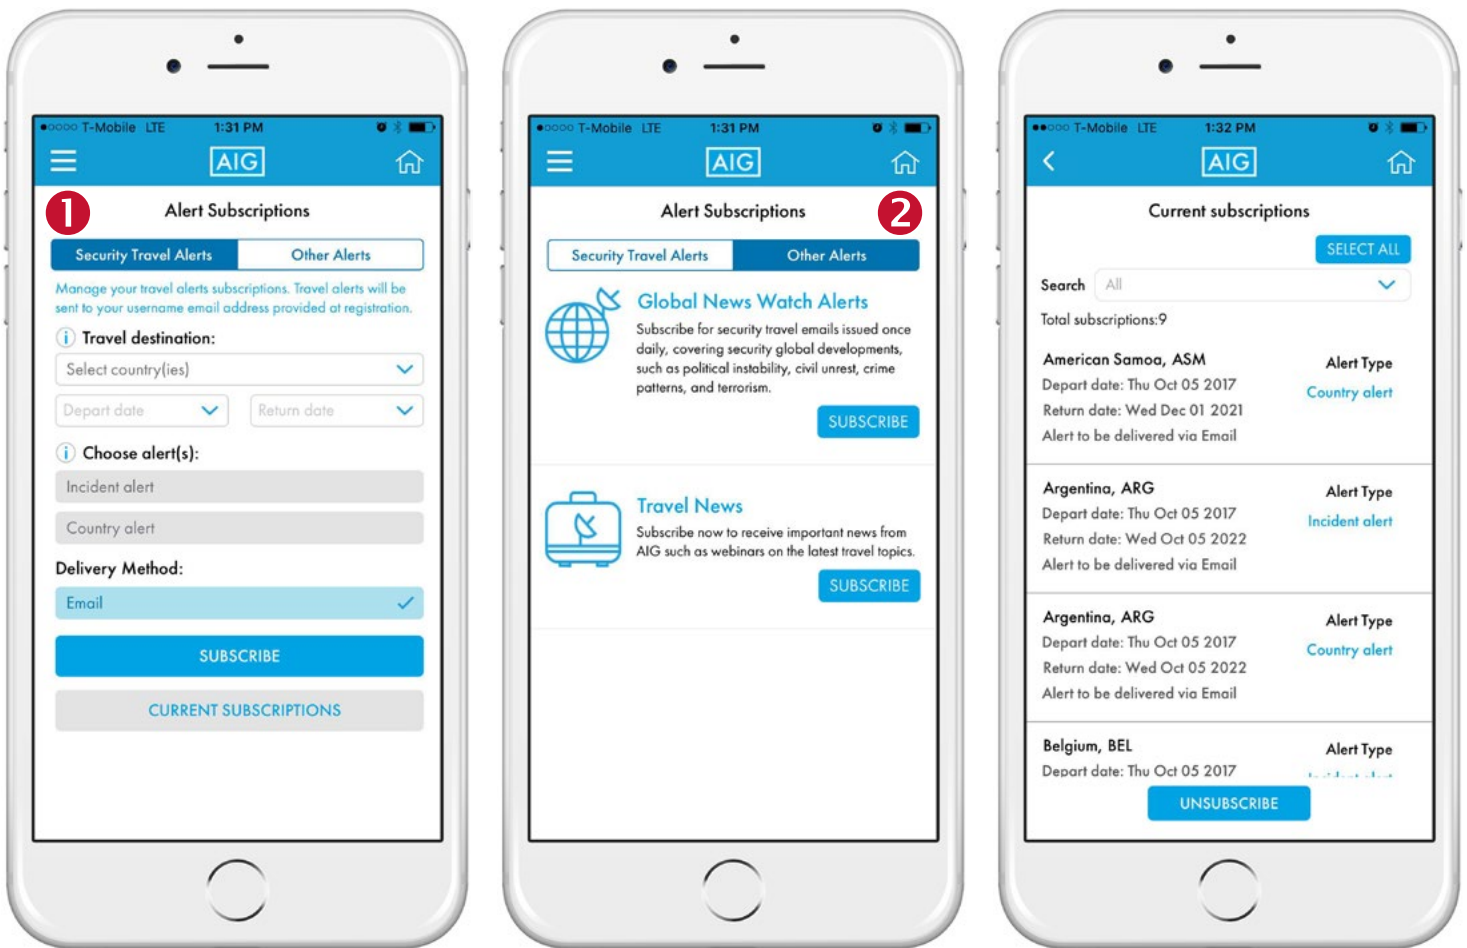 T-Mobile LTE 1:31 PM
AIG
1
Alert Subscriptions
Security Travel Alerts Other Alerts
Manage your travel alerts subscriptions. Travel alerts will be
sent to your username email address provided at registration.
i Travel destination:
Select country(ies)
Depart date Return date
i Choose alert(s):
Incident alert
Country alert
Delivery Method:
Email
SUBSCRIBE
CURRENT SUBSCRIPTIONS
T-Mobile LTE 1:31 PM
AIG
Alert Subscriptions
2
Security Travel Alerts Other Alerts
Global News Watch Alerts
Subscribe for security travel emails issued once
daily, covering security global developments,
such as political instability, civil unrest, crime
patterns, and terrorism.
SUBSCRIBE
Travel News
Subscribe now to receive important news from
AIG such as webinars on the latest travel topics.
SUBSCRIBE
T-Mobile LTE 1:32 PM
AIG
Current subscriptions
SELECT ALL
Search All
Total subscriptions:9
American Samoa, ASM Alert Type
Depart date: Thu Oct 05 2017 Country alert
Return date: Wed Dec 01 2021
Alert to be delivered via Email
Argentina, ARG Alert Type
Depart date: Thu Oct 05 2017 Incident alert
Return date: Wed Oct 05 2022
Alert to be delivered via Email
Argentina, ARG Alert Type
Depart date: Thu Oct 05 2017 Country alert
Return date: Wed Oct 05 2022
Alert to be delivered via Email
Belgium, BEL Alert Type
Depart date: Thu Oct 05 2017 Incident alert
UNSUBSCRIBE